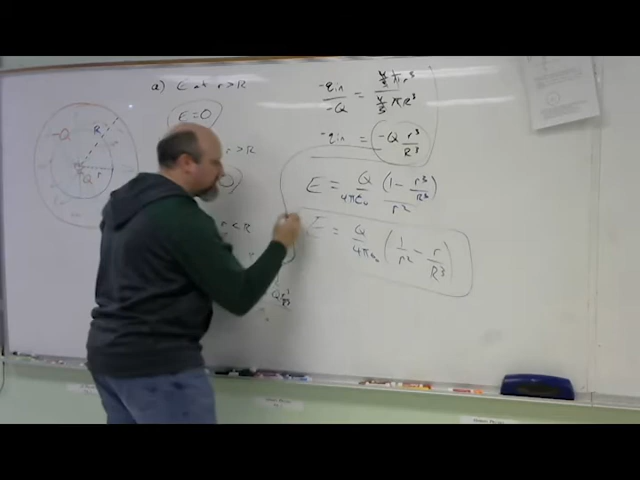 a) E at r > R
E = 0
r > R
0
r < R
-Q
R
r
Q
-q_in / -Q = (4/3 π r³) / (4/3 π R³)
-q_in = -Q r³/R³
E = Q/4πε₀ (1 - r³/R³)/r²
E = Q/4πε₀ (1/r² - r/R³)